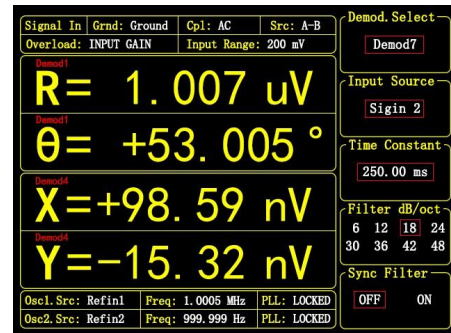 Signal In Grnd: Ground Cpl: AC Src: A-B
Overload: INPUT GAIN Input Range: 200 mV
Demod1
R= 1.007 uV
Demod1
θ= +53.005 °
Demod4
X=+98.59 nV
Demod4
Y=-15.32 nV
Osc1.Src: Refin1 Freq: 1.0005 MHz PLL: LOCKED
Osc2.Src: Refin2 Freq: 999.999 Hz PLL: LOCKED
Demod.Select
Demod7
Input Source
Sigin 2
Time Constant
250.00 ms
Filter dB/oct
6 12 18 24
30 36 42 48
Sync Filter
OFF ON